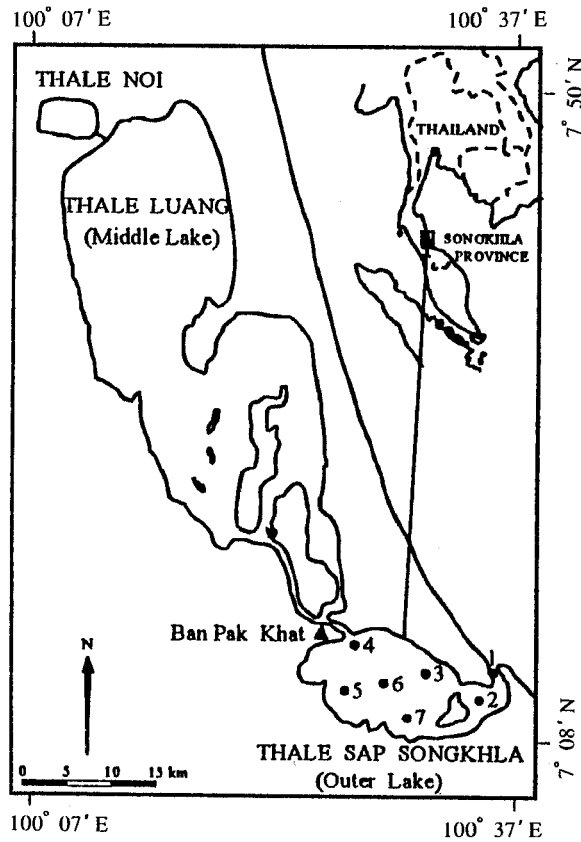 100° 07′ E
100° 37′ E
THALE NOI
7° 50′ N
THAILAND
THALE LUANG
(Middle Lake)
SONGKHLA
PROVINCE
Ban Pak Khat
N
1
2
3
4
5
6
7
THALE SAP SONGKHLA
(Outer Lake)
7° 08′ N
0 5 10 15 km
100° 07′ E
100° 37′ E